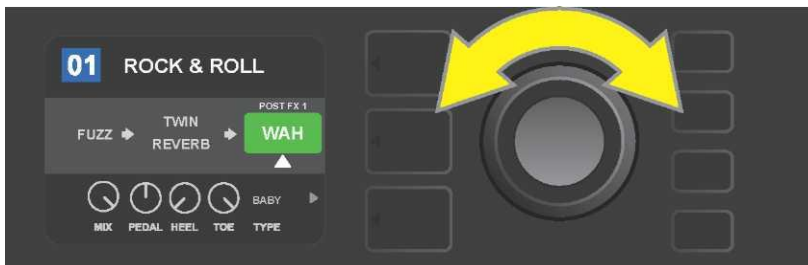 01 ROCK & ROLL
POST FX 1
FUZZ TWIN REVERB WAH
MIX PEDAL HEEL TOE BABY TYPE